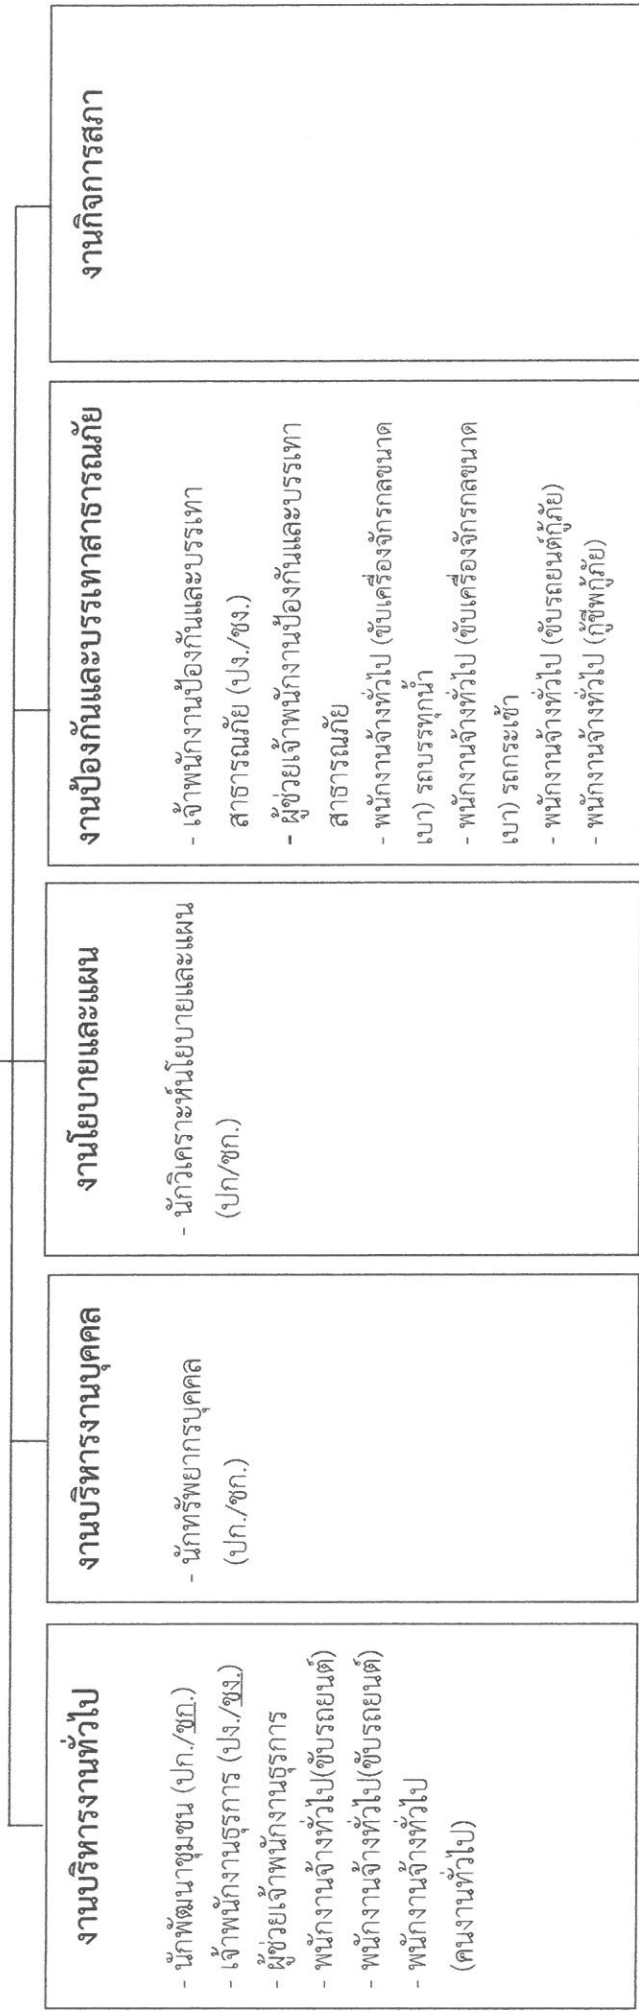 งานบริหารงานทั่วไป
- นักพัฒนาชุมชน (ปก./ชก.)
- เจ้าพนักงานธุรการ (ปง./ชง.)
- ผู้ช่วยเจ้าพนักงานธุรการ
- พนักงานจ้างทั่วไป(ขับรถยนต์)
- พนักงานจ้างทั่วไป(ขับรถยนต์)
- พนักงานจ้างทั่วไป
(คนงานทั่วไป)
งานบริหารงานบุคคล
- นักทรัพยากรบุคคล
(ปก./ชก.)
งานนโยบายและแผน
- นักวิเคราะห์นโยบายและแผน
(ปก/ชก.)
งานป้องกันและบรรเทาสาธารณภัย
- เจ้าพนักงานป้องกันและบรรเทา
สาธารณภัย (ปง./ชง.)
- ผู้ช่วยเจ้าพนักงานป้องกันและบรรเทา
สาธารณภัย
- พนักงานจ้างทั่วไป (ขับเครื่องจักรกลขนาด
เบา) รถบรรทุกน้ำ
- พนักงานจ้างทั่วไป (ขับเครื่องจักรกลขนาด
เบา) รถกระเช้า
- พนักงานจ้างทั่วไป (ขับรถยนต์กู้ภัย)
- พนักงานจ้างทั่วไป (กู้ชีพกู้ภัย)
งานกิจการสภา